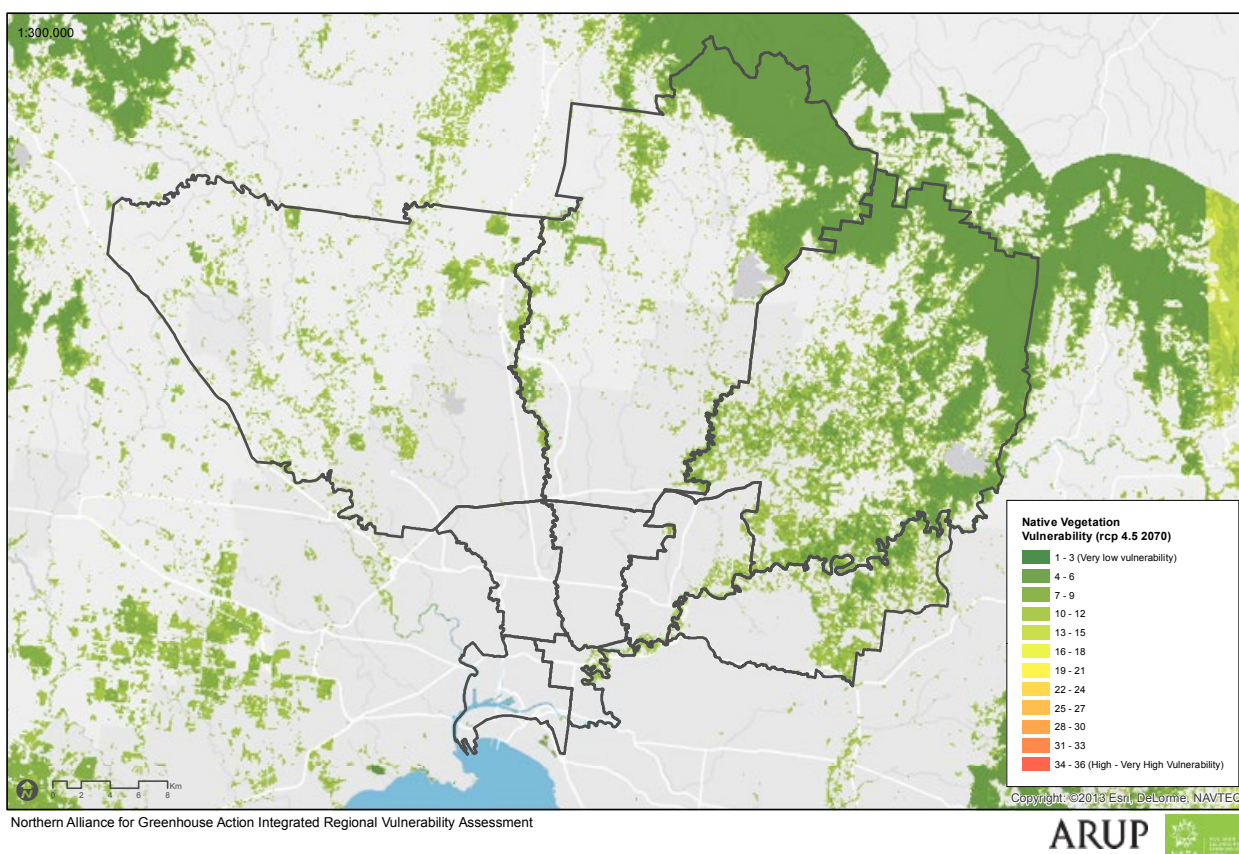 1:300,000
Native Vegetation
Vulnerability (rcp 4.5 2070)
1 - 3 (Very low vulnerability)
4 - 6
7 - 9
10 - 12
13 - 15
16 - 18
19 - 21
22 - 24
25 - 27
28 - 30
31 - 33
34 - 36 (High - Very High Vulnerability)
N
0 2 4 6 8 Km
Copyright: ©2013 Esri, DeLorme, NAVTEQ
Northern Alliance for Greenhouse Action Integrated Regional Vulnerability Assessment
ARUP